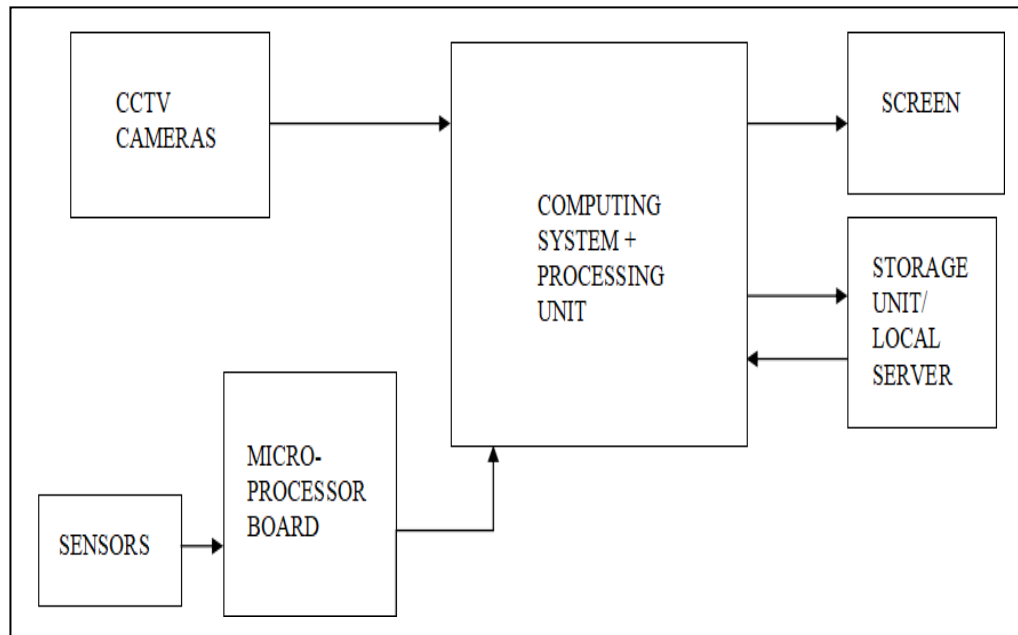 CCTV
CAMERAS
COMPUTING
SYSTEM +
PROCESSING
UNIT
SCREEN
STORAGE
UNIT/
LOCAL
SERVER
MICRO-
PROCESSOR
BOARD
SENSORS